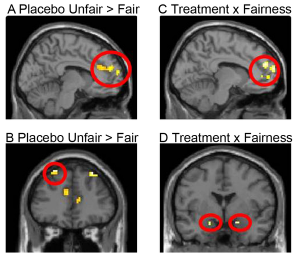 A Placebo Unfair > Fair
C Treatment x Fairness
B Placebo Unfair > Fair
D Treatment x Fairness